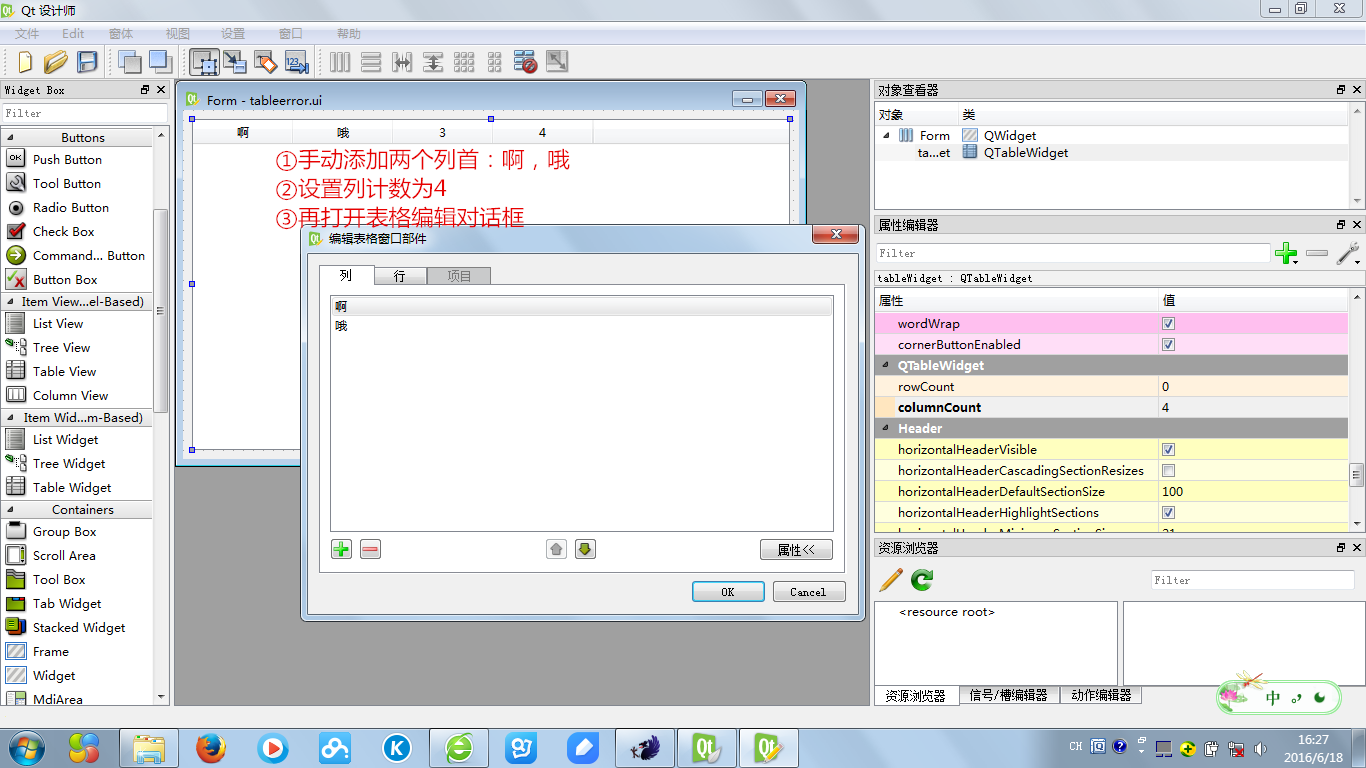 Qt 设计师
文件 Edit 窗体 视图 设置 窗口 帮助
Widget Box
Filter
Buttons
Push Button
Tool Button
Radio Button
Check Box
Command... Button
Button Box
Item View...el-Based)
List View
Tree View
Table View
Column View
Item Wid...m-Based)
List Widget
Tree Widget
Table Widget
Containers
Group Box
Scroll Area
Tool Box
Tab Widget
Stacked Widget
Frame
Widget
MdiArea
Form - tableerror.ui
啊 哦 3 4
①手动添加两个列首：啊，哦
②设置列计数为4
③再打开表格编辑对话框
编辑表格窗口部件
列 行 项目
啊
哦
属性<<
OK Cancel
对象查看器
对象 类
Form QWidget
ta...et QTableWidget
属性编辑器
Filter
tableWidget : QTableWidget
属性 值
wordWrap
cornerButtonEnabled
QTableWidget
rowCount 0
columnCount 4
Header
horizontalHeaderVisible
horizontalHeaderCascadingSectionResizes
horizontalHeaderDefaultSectionSize 100
horizontalHeaderHighlightSections
资源浏览器
Filter
<resource root>
资源浏览器 信号/槽编辑器 动作编辑器
中
CH
16:27
2016/6/18